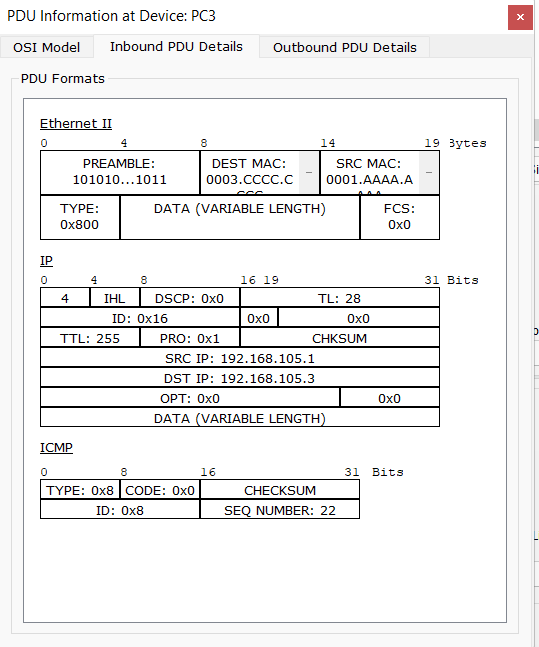 PDU Information at Device: PC3
OSI Model Inbound PDU Details Outbound PDU Details
PDU Formats
Ethernet II
0 4 8 14 19 Bytes
PREAMBLE: DEST MAC: SRC MAC:
101010...1011 0003.CCCC.C 0001.AAAA.A
TYPE: DATA (VARIABLE LENGTH) FCS:
0x800 0x0
IP
0 4 8 16 19 31 Bits
4 IHL DSCP: 0x0 TL: 28
ID: 0x16 0x0 0x0
TTL: 255 PRO: 0x1 CHKSUM
SRC IP: 192.168.105.1
DST IP: 192.168.105.3
OPT: 0x0 0x0
DATA (VARIABLE LENGTH)
ICMP
0 8 16 31 Bits
TYPE: 0x8 CODE: 0x0 CHECKSUM
ID: 0x8 SEQ NUMBER: 22